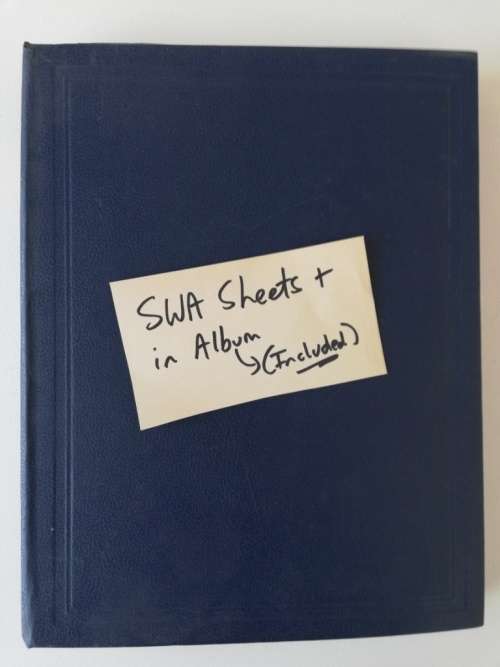 SWA Sheets +
in Album
↳(Included)